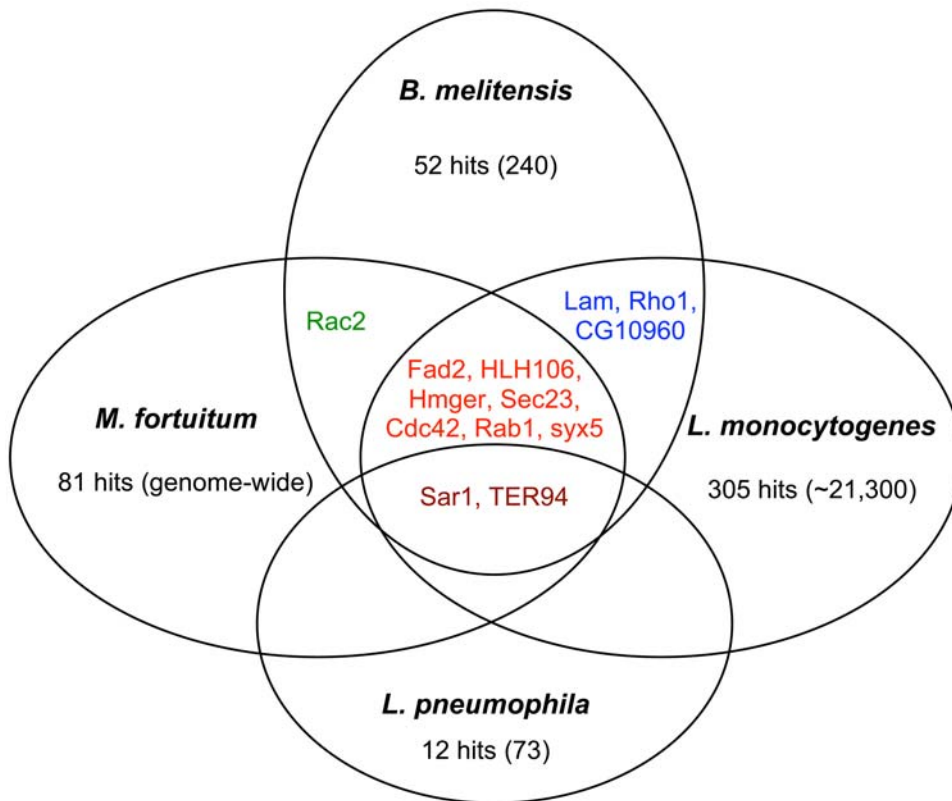 B. melitensis
52 hits (240)
Rac2
Lam, Rho1,
CG10960
Fad2, HLH106,
Hmger, Sec23,
Cdc42, Rab1, syx5
M. fortuitum
81 hits (genome-wide)
L. monocytogenes
305 hits (~21,300)
Sar1, TER94
L. pneumophila
12 hits (73)